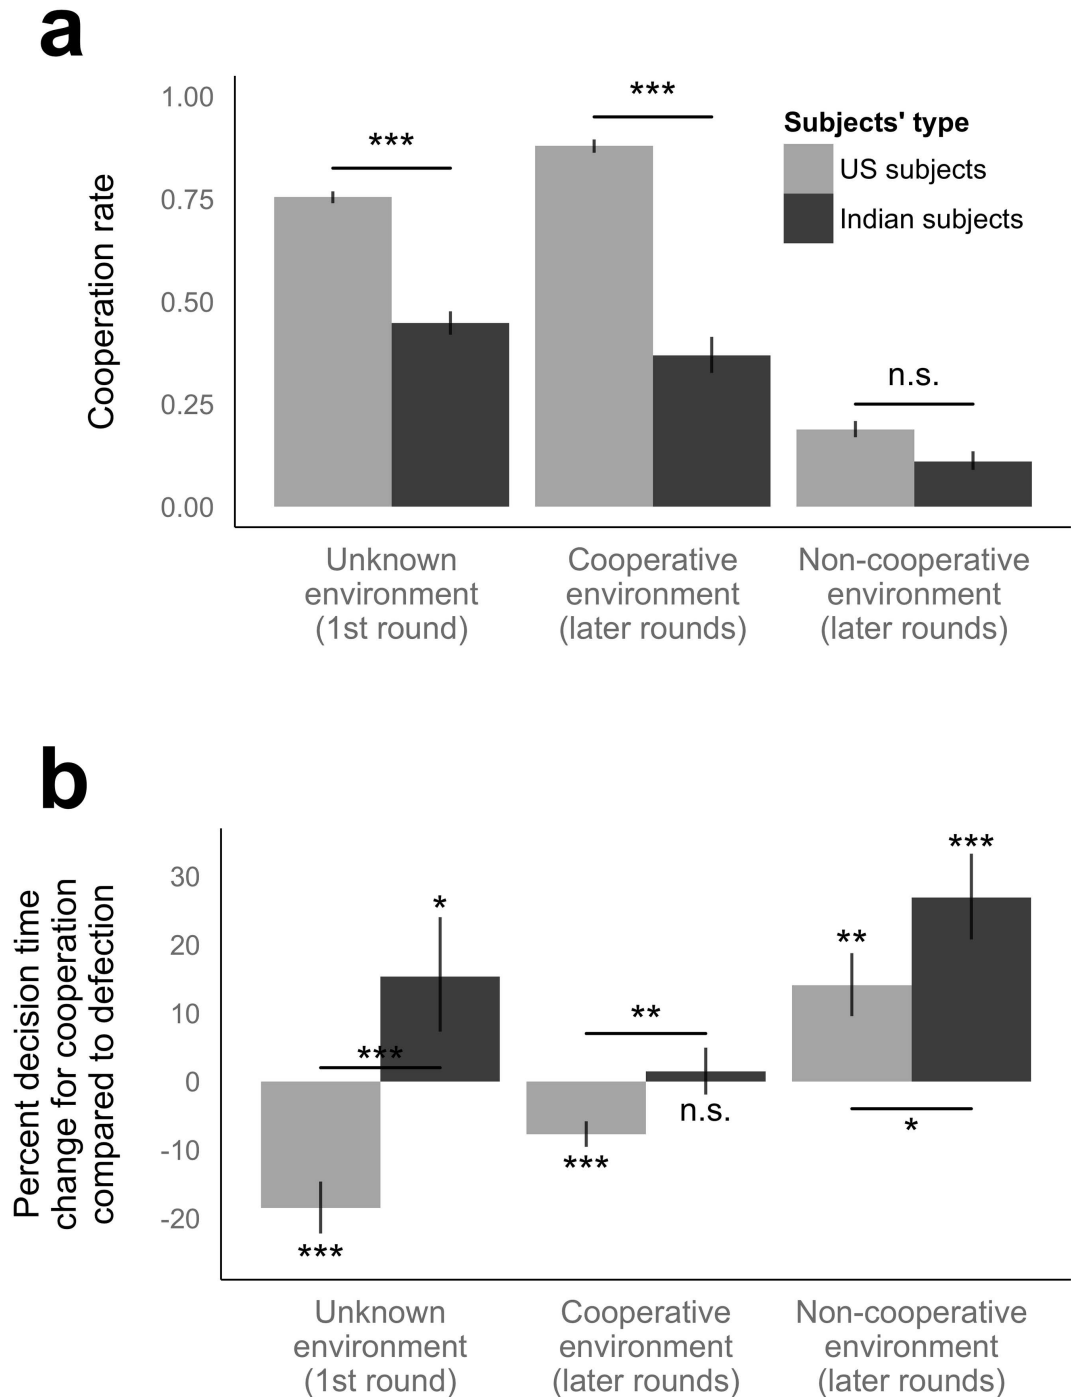 a
Cooperation rate
1.00
0.75
0.50
0.25
0.00
***
***
n.s.
Subjects' type
US subjects
Indian subjects
Unknown
environment
(1st round)
Cooperative
environment
(later rounds)
Non-cooperative
environment
(later rounds)
b
Percent decision time
change for cooperation
compared to defection
30
20
10
0
-10
-20
*
***
***
**
n.s.
***
***
**
*
Unknown
environment
(1st round)
Cooperative
environment
(later rounds)
Non-cooperative
environment
(later rounds)